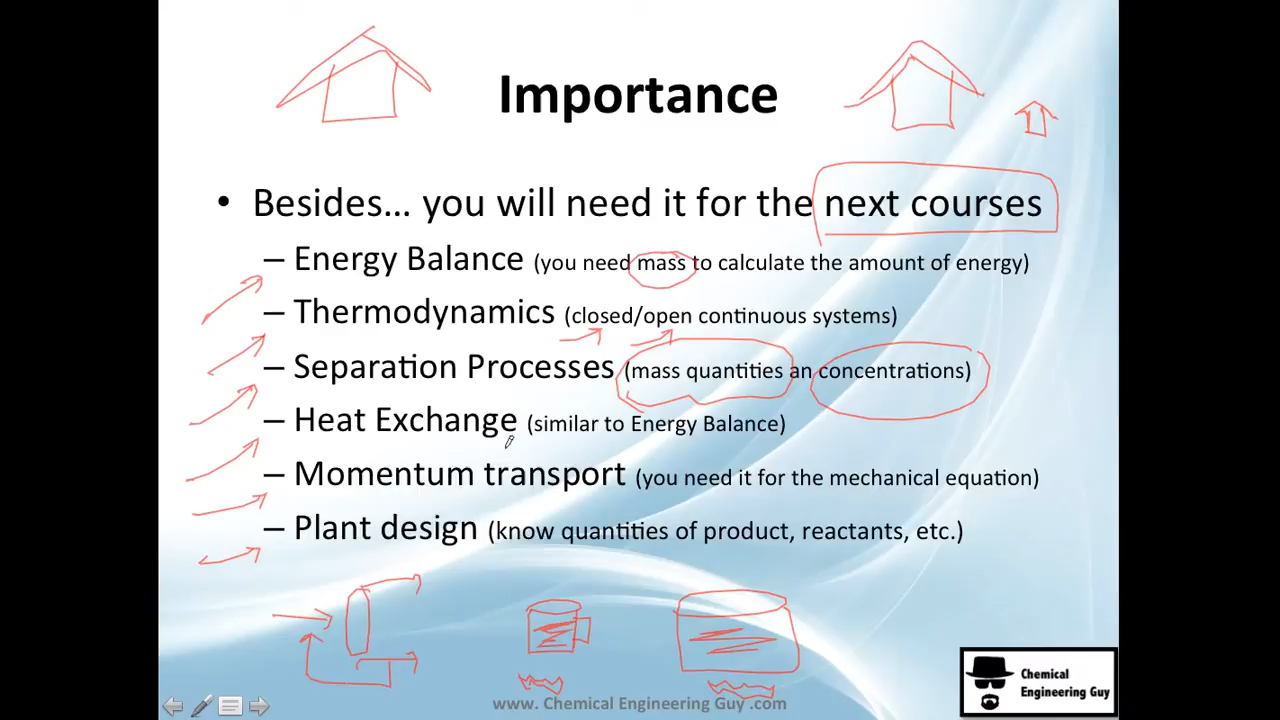 Importance
• Besides... you will need it for the next courses
– Energy Balance (you need mass to calculate the amount of energy)
– Thermodynamics (closed/open continuous systems)
– Separation Processes (mass quantities an concentrations)
– Heat Exchange (similar to Energy Balance)
– Momentum transport (you need it for the mechanical equation)
– Plant design (know quantities of product, reactants, etc.)
Chemical
Engineering Guy
www. Chemical Engineering Guy .com